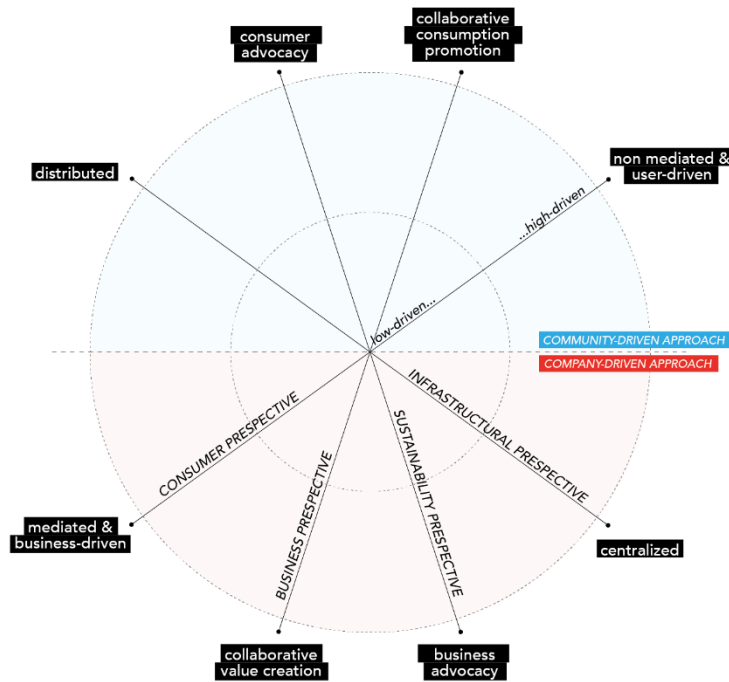 consumer
advocacy
collaborative
consumption
promotion
distributed
non mediated &
user-driven
...high-driven
low-driven...
COMMUNITY-DRIVEN APPROACH
COMPANY-DRIVEN APPROACH
CONSUMER PRESPECTIVE
BUSINESS PRESPECTIVE
SUSTAINABILITY PRESPECTIVE
INFRASTRUCTURAL PRESPECTIVE
mediated &
business-driven
centralized
collaborative
value creation
business
advocacy